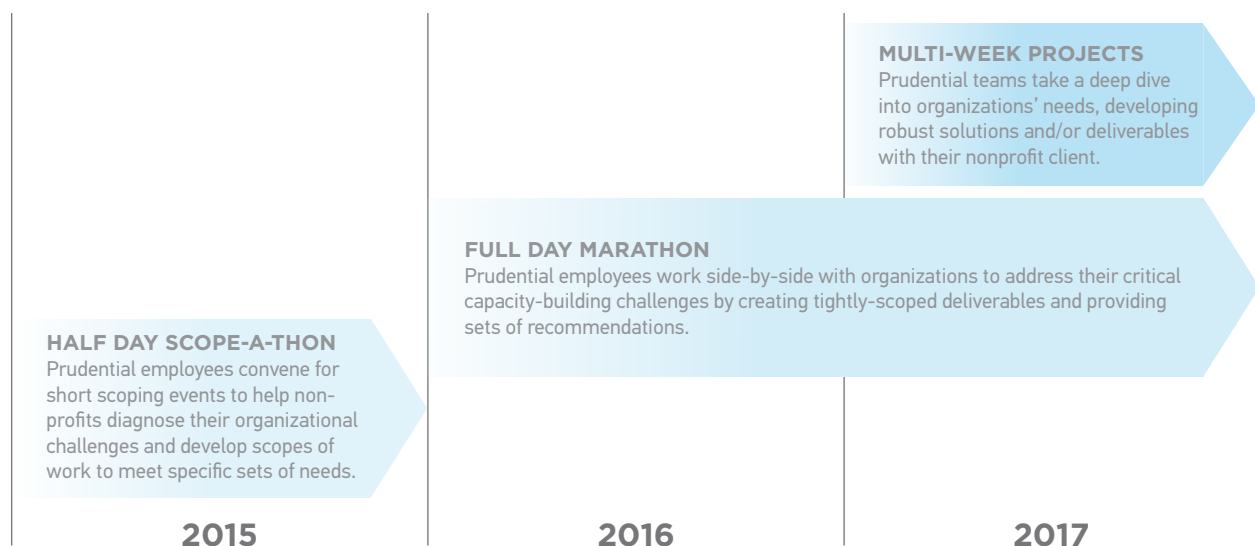 MULTI-WEEK PROJECTS
Prudential teams take a deep dive
into organizations’ needs, developing
robust solutions and/or deliverables
with their nonprofit client.
FULL DAY MARATHON
Prudential employees work side-by-side with organizations to address their critical
capacity-building challenges by creating tightly-scoped deliverables and providing
sets of recommendations.
HALF DAY SCOPE-A-THON
Prudential employees convene for
short scoping events to help non-
profits diagnose their organizational
challenges and develop scopes of
work to meet specific sets of needs.
2015
2016
2017